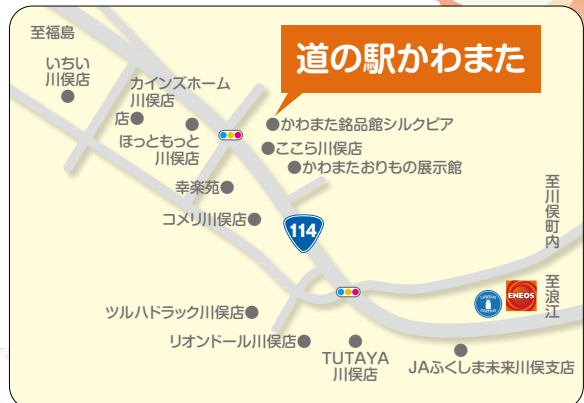 至福島
いちい
川俣店
カインズホーム
川俣店
店
ほっともっと
川俣店
道の駅かわまた
かわまた銘品館シルクピア
ここら川俣店
かわまたおりもの展示館
幸楽苑
コメリ川俣店
114
至川俣町内
至浪江
ENEOS
ツルハドラック川俣店
リオンドール川俣店
TUTAYA
川俣店
JAふくしま未来川俣支店